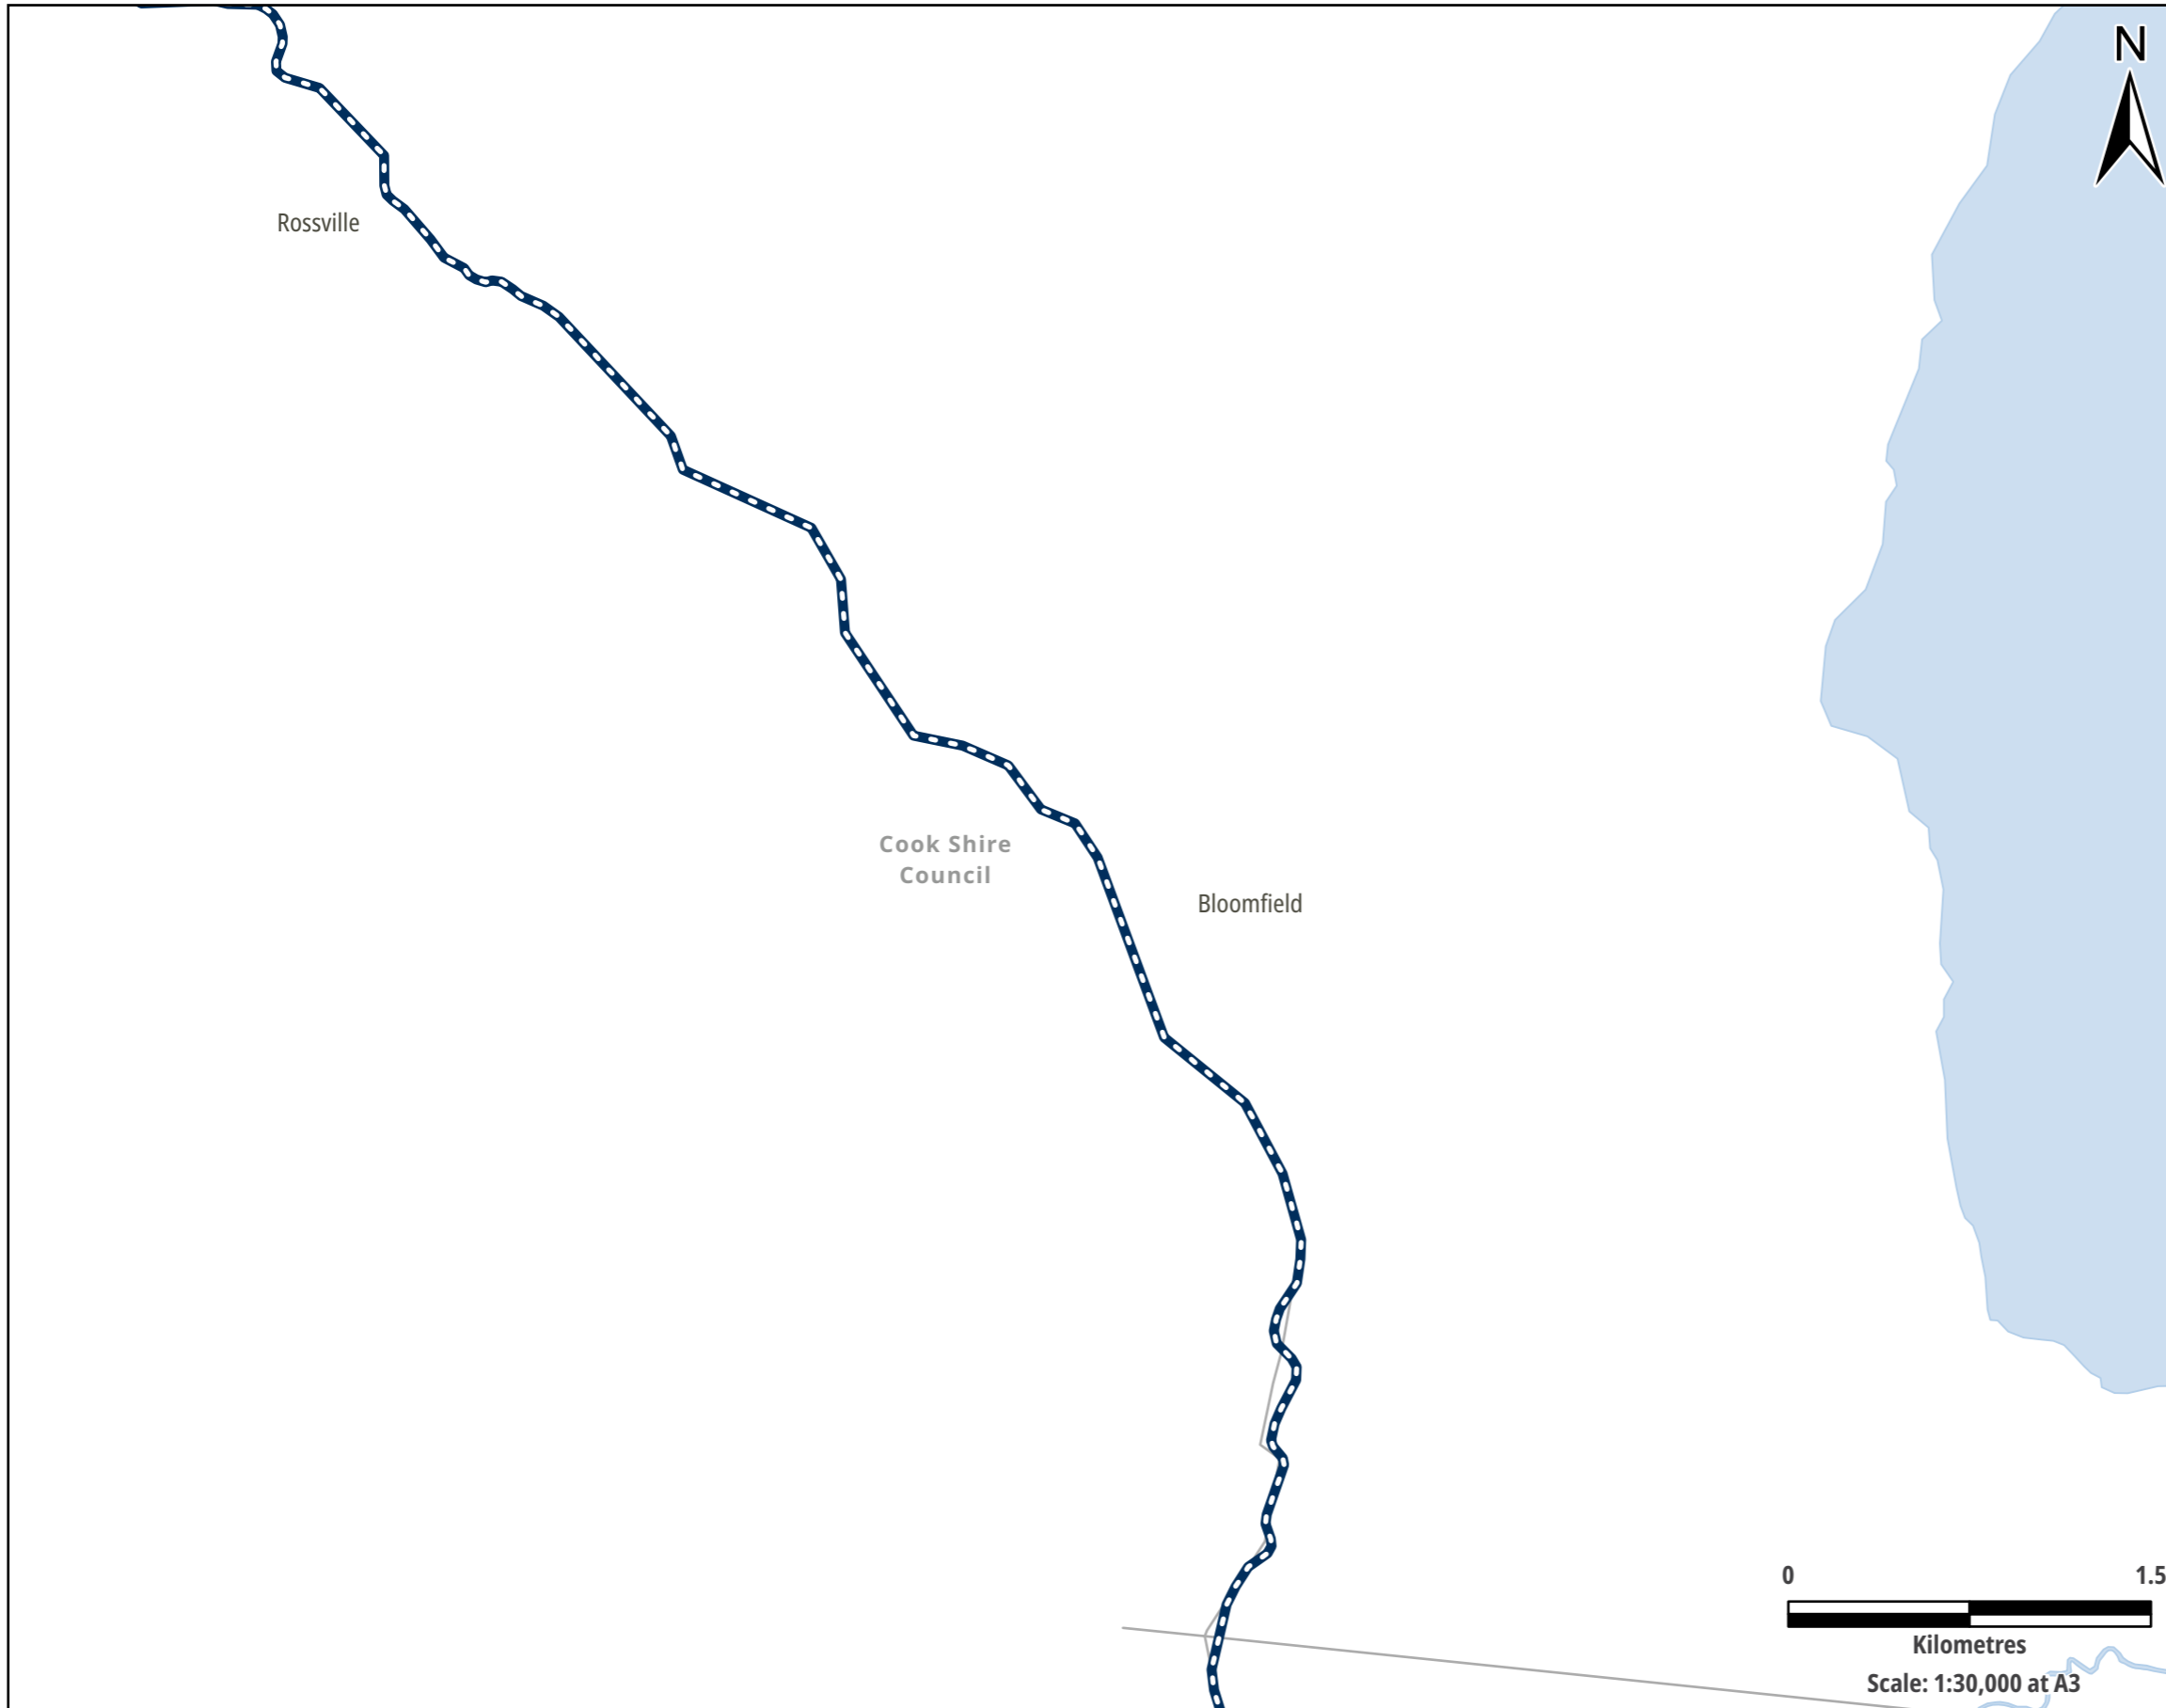 N
Rossville
Cook Shire
Council
Bloomfield
0 1.5
Kilometres
Scale: 1:30,000 at A3